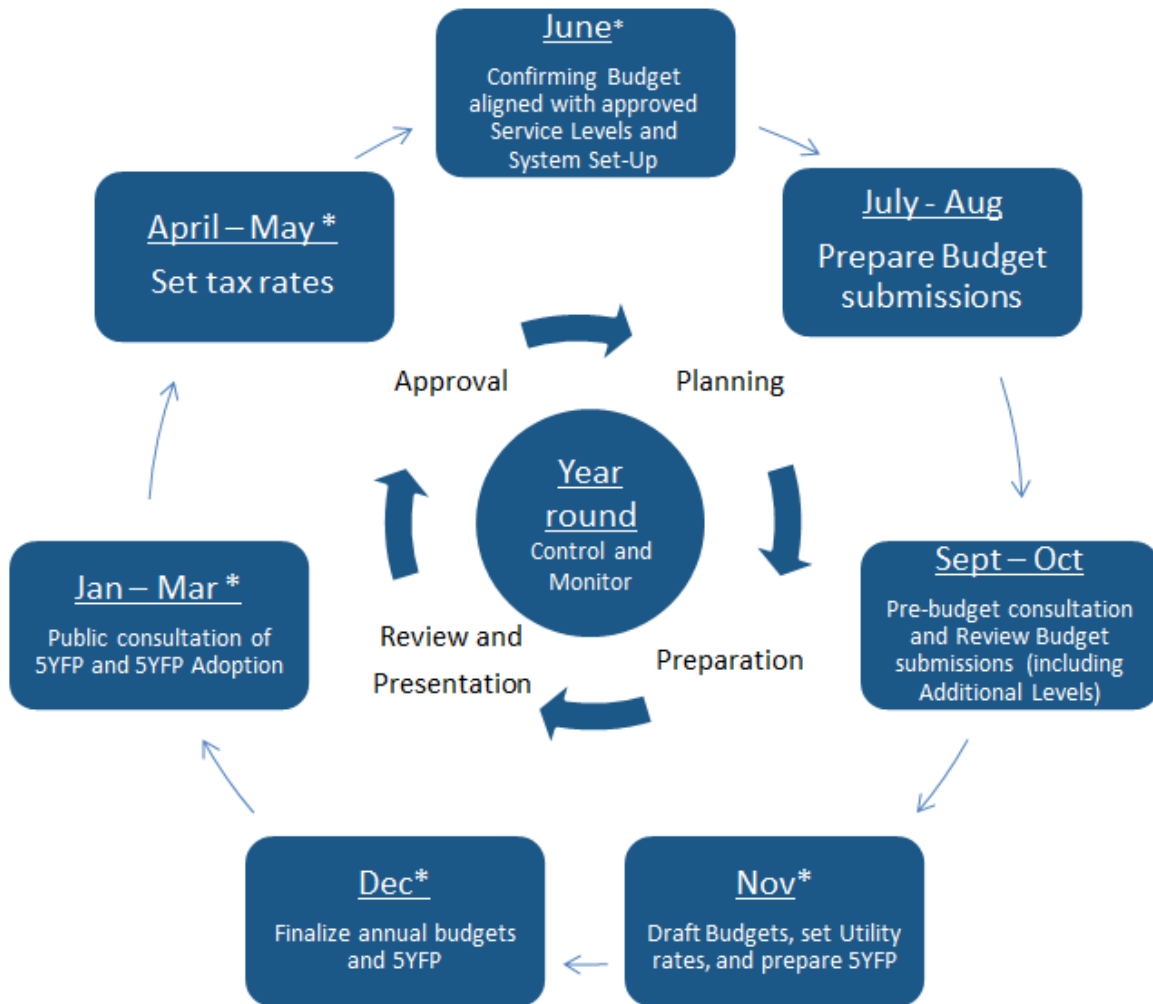 June*
Confirming Budget
aligned with approved
Service Levels and
System Set-Up
July - Aug
Prepare Budget
submissions
Sept – Oct
Pre-budget consultation
and Review Budget
submissions (including
Additional Levels)
Nov*
Draft Budgets, set Utility
rates, and prepare 5YFP
Dec*
Finalize annual budgets
and 5YFP
Jan – Mar *
Public consultation of
5YFP and 5YFP Adoption
April – May *
Set tax rates
Approval
Planning
Preparation
Review and
Presentation
Year
round
Control and
Monitor